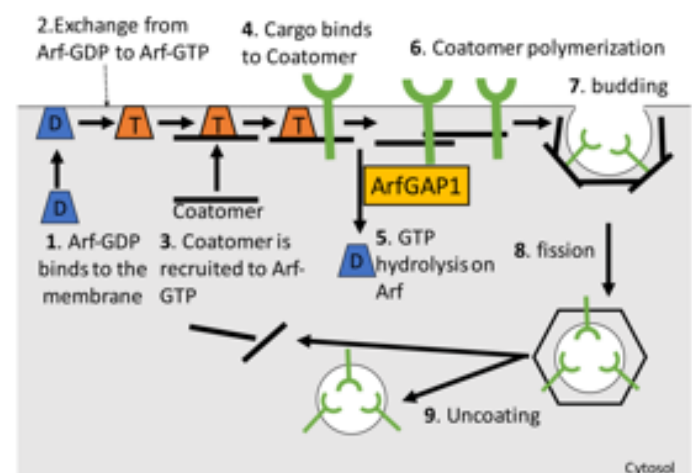 2.Exchange from
Arf-GDP to Arf-GTP
4. Cargo binds
to Coatomer
6. Coatomer polymerization
7. budding
D
T
T
T
D
Coatomer
ArfGAP1
1. Arf-GDP
binds to the
membrane
3. Coatomer is
recruited to Arf-
GTP
D
5. GTP
hydrolysis on
Arf
8. fission
9. Uncoating
Cytosol